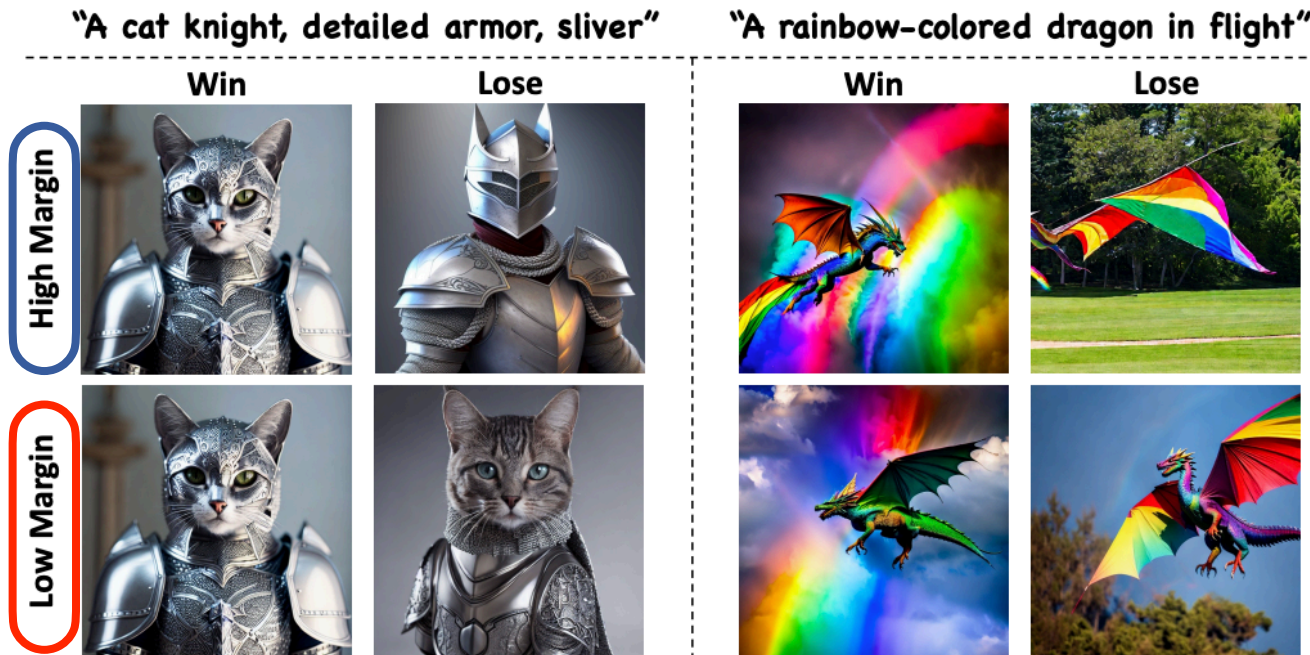 “A cat knight, detailed armor, sliver”
“A rainbow-colored dragon in flight”
Win
Lose
Win
Lose
High Margin
Low Margin